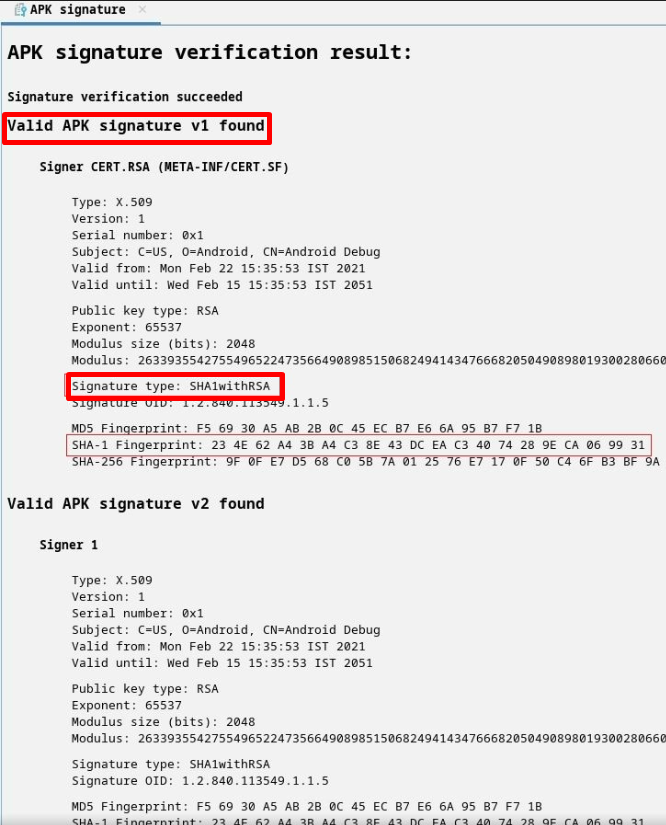 APK signature
APK signature verification result:
Signature verification succeeded
Valid APK signature v1 found
Signer CERT.RSA (META-INF/CERT.SF)
Type: X.509
Version: 1
Serial number: 0x1
Subject: C=US, O=Android, CN=Android Debug
Valid from: Mon Feb 22 15:35:53 IST 2021
Valid until: Wed Feb 15 15:35:53 IST 2051
Public key type: RSA
Exponent: 65537
Modulus size (bits): 2048
Modulus: 263393554275549652247356649089851506824941434766682050490898019300280660
Signature type: SHA1withRSA
Signature OID: 1.2.840.113549.1.1.5
MD5 Fingerprint: F5 69 30 A5 AB 2B 0C 45 EC B7 E6 6A 95 B7 F7 1B
SHA-1 Fingerprint: 23 4E 62 A4 3B A4 C3 8E 43 DC EA C3 40 74 28 9E CA 06 99 31
SHA-256 Fingerprint: 9F 0F E7 D5 68 C0 5B 7A 01 25 76 E7 17 0F 50 C4 6F B3 BF 9A
Valid APK signature v2 found
Signer 1
Type: X.509
Version: 1
Serial number: 0x1
Subject: C=US, O=Android, CN=Android Debug
Valid from: Mon Feb 22 15:35:53 IST 2021
Valid until: Wed Feb 15 15:35:53 IST 2051
Public key type: RSA
Exponent: 65537
Modulus size (bits): 2048
Modulus: 263393554275549652247356649089851506824941434766682050490898019300280660
Signature type: SHA1withRSA
Signature OID: 1.2.840.113549.1.1.5
MD5 Fingerprint: F5 69 30 A5 AB 2B 0C 45 EC B7 E6 6A 95 B7 F7 1B
SHA-1 Fingerprint: 23 4E 62 A4 3B A4 C3 8E 43 DC EA C3 40 74 28 9E CA 06 99 31